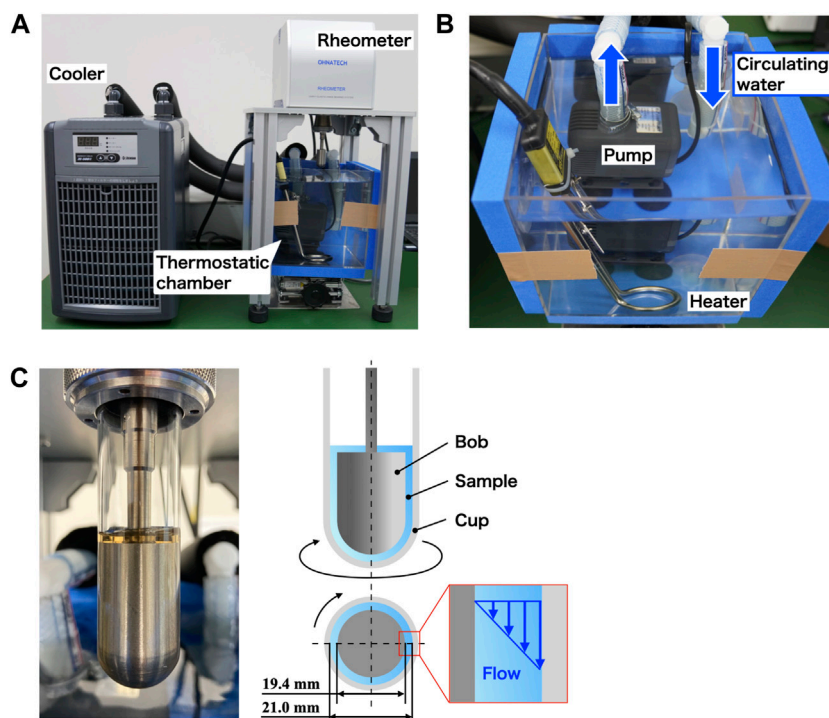 A
Cooler
Rheometer
OHNATECH
RHEOMETER
Thermostatic
chamber
B
Circulating
water
Pump
Heater
C
Bob
Sample
Cup
Flow
19.4 mm
21.0 mm